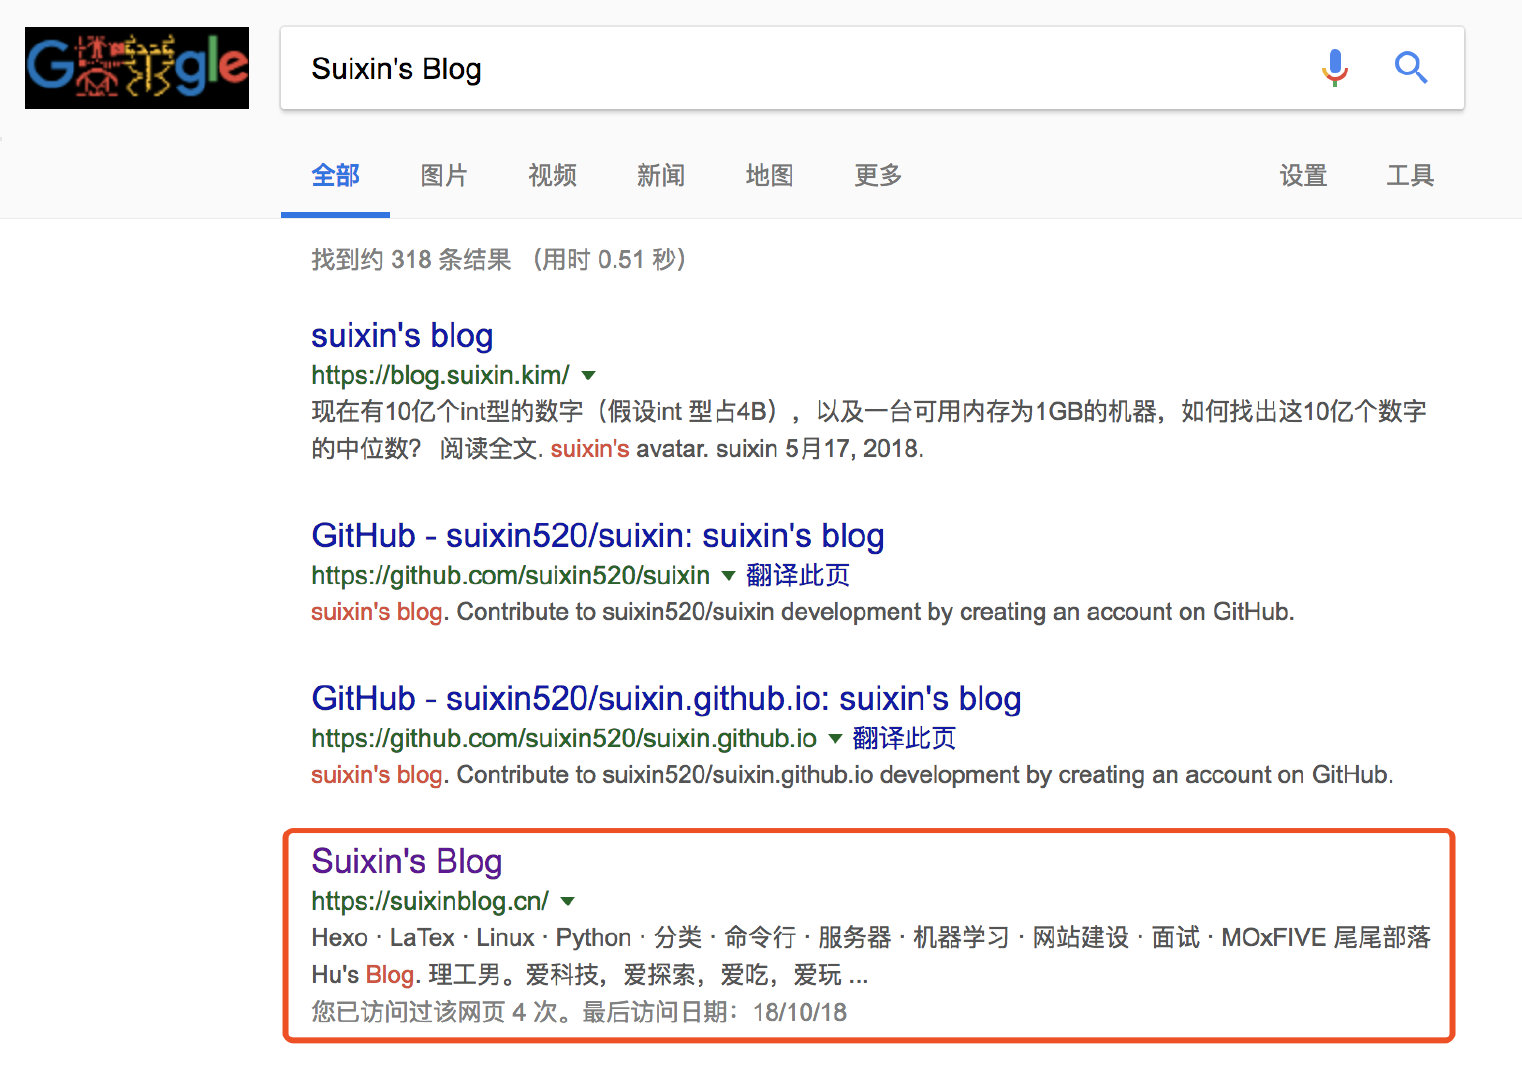 Google
Suixin's Blog
全部 图片 视频 新闻 地图 更多 设置 工具
找到约 318 条结果 （用时 0.51 秒）
suixin's blog
https://blog.suixin.kim/
现在有10亿个int型的数字（假设int 型占4B），以及一台可用内存为1GB的机器，如何找出这10亿个数字
的中位数？ 阅读全文. suixin's avatar. suixin 5月17, 2018.
GitHub - suixin520/suixin: suixin's blog
https://github.com/suixin520/suixin 翻译此页
suixin's blog. Contribute to suixin520/suixin development by creating an account on GitHub.
GitHub - suixin520/suixin.github.io: suixin's blog
https://github.com/suixin520/suixin.github.io 翻译此页
suixin's blog. Contribute to suixin520/suixin.github.io development by creating an account on GitHub.
Suixin's Blog
https://suixinblog.cn/
Hexo · LaTex · Linux · Python · 分类 · 命令行 · 服务器 · 机器学习 · 网站建设 · 面试 · MOxFIVE 尾尾部落
Hu's Blog. 理工男。爱科技，爱探索，爱吃，爱玩 ...
您已访问过该网页 4 次。最后访问日期：18/10/18